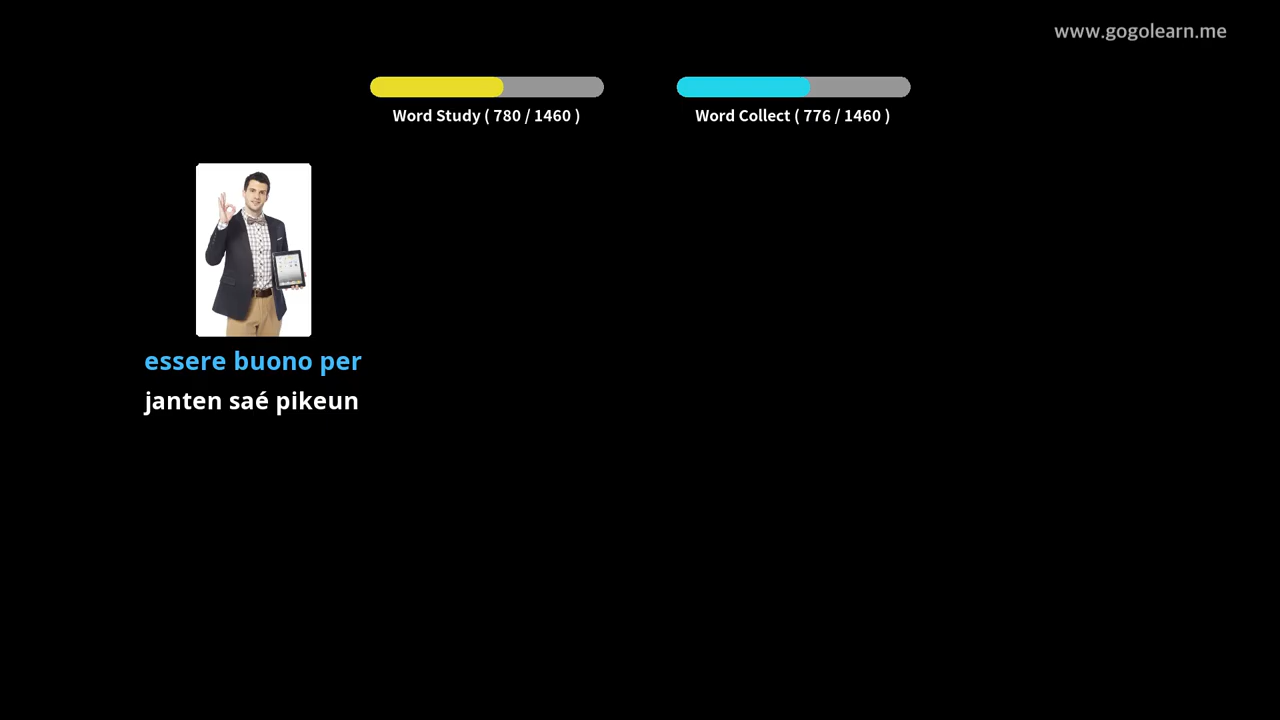 www.gogolearn.me
Word Study ( 780 / 1460 )
Word Collect ( 776 / 1460 )
essere buono per
janten saé pikeun